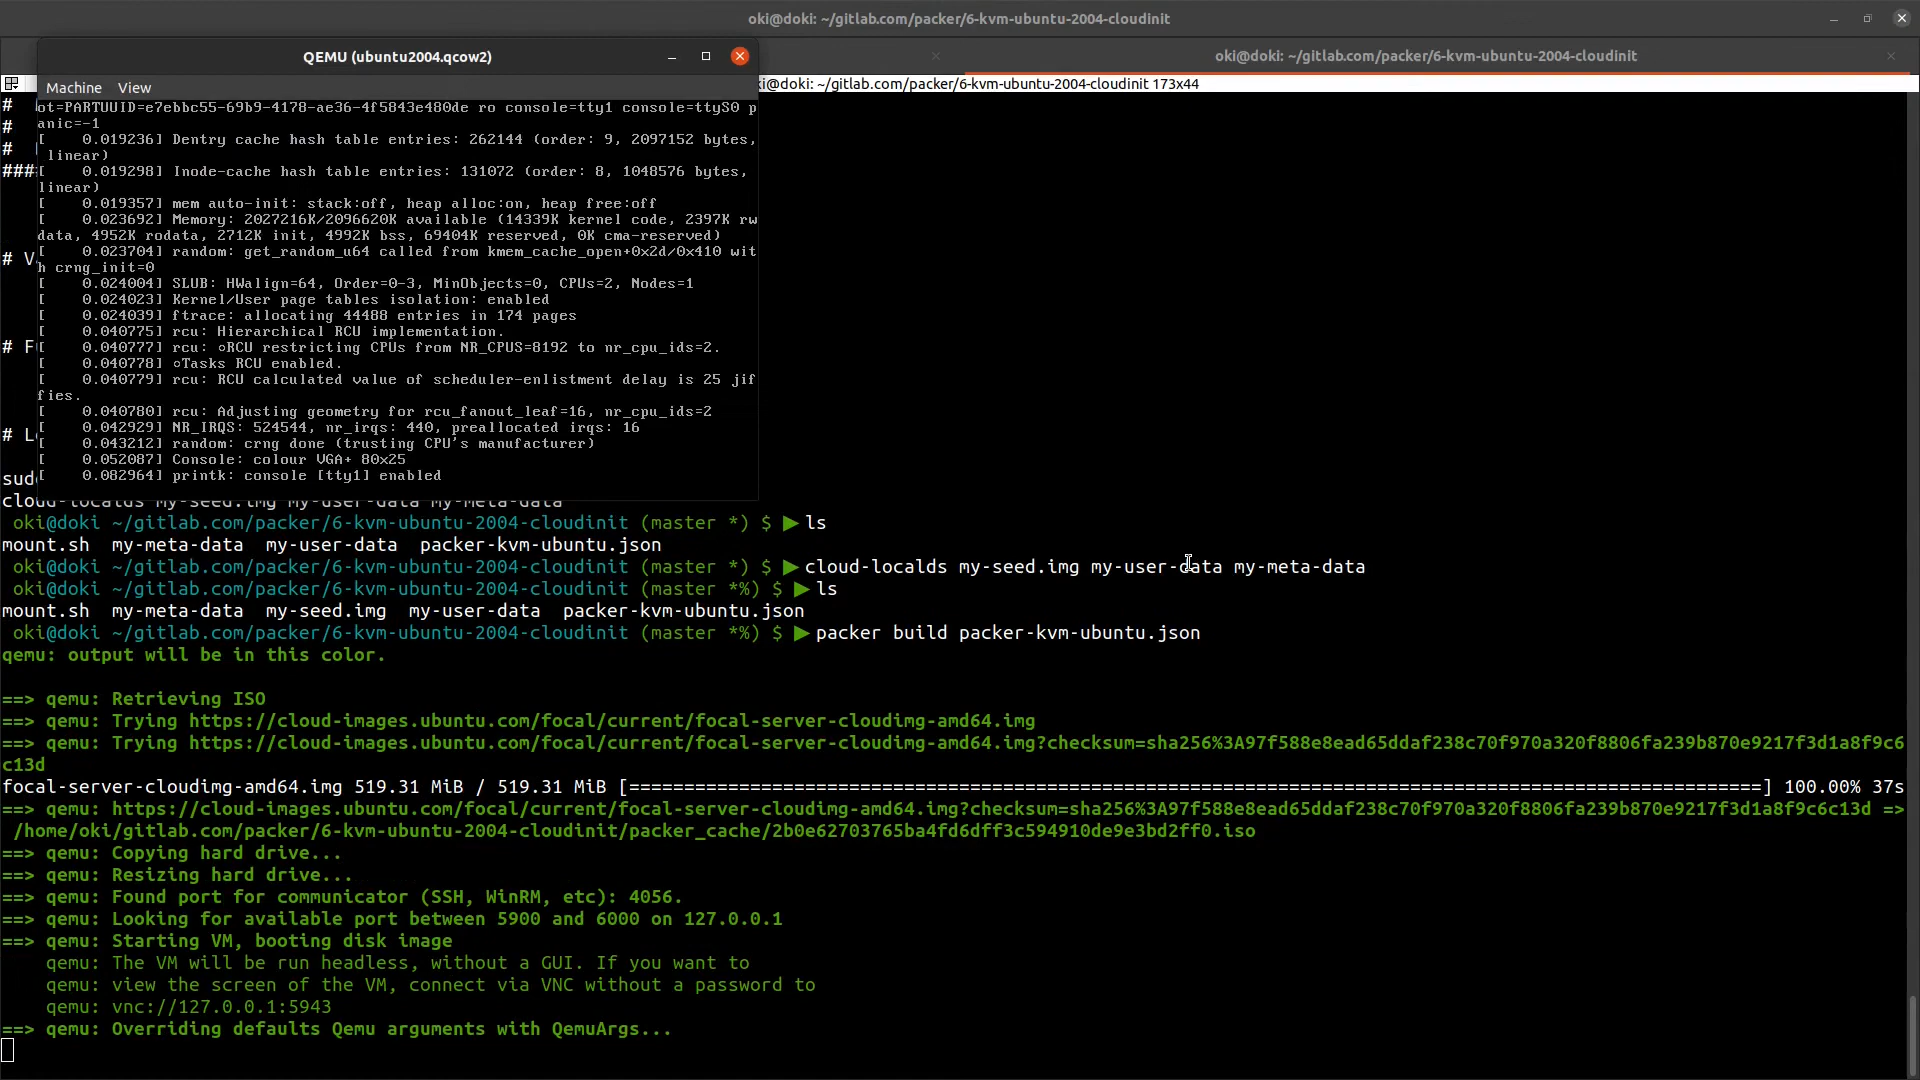 oki@doki: ~/gitlab.com/packer/6-kvm-ubuntu-2004-cloudinit
oki@doki: ~/gitlab.com/packer/6-kvm-ubuntu-2004-cloudinit
ki@doki: ~/gitlab.com/packer/6-kvm-ubuntu-2004-cloudinit 173x44
QEMU (ubuntu2004.qcow2)
Machine View
ot=PARTUUID=e7ebbc55-69b9-4178-ae36-4f5843e480de ro console=tty1 console=ttyS0 p
anic=-1
[    0.019236] Dentry cache hash table entries: 262144 (order: 9, 2097152 bytes,
 linear)
[    0.019298] Inode-cache hash table entries: 131072 (order: 8, 1048576 bytes,
linear)
[    0.019357] mem auto-init: stack:off, heap alloc:on, heap free:off
[    0.023692] Memory: 2027216K/2096620K available (14339K kernel code, 2397K rw
data, 4952K rodata, 2712K init, 4992K bss, 69404K reserved, 0K cma-reserved)
[    0.023704] random: get_random_u64 called from kmem_cache_open+0x2d/0x410 wit
h crng_init=0
[    0.024004] SLUB: HWalign=64, Order=0-3, MinObjects=0, CPUs=2, Nodes=1
[    0.024023] Kernel/User page tables isolation: enabled
[    0.024039] ftrace: allocating 44488 entries in 174 pages
[    0.040775] rcu: Hierarchical RCU implementation.
[    0.040777] rcu: ○RCU restricting CPUs from NR_CPUS=8192 to nr_cpu_ids=2.
[    0.040778] ○Tasks RCU enabled.
[    0.040779] rcu: RCU calculated value of scheduler-enlistment delay is 25 jif
fies.
[    0.040780] rcu: Adjusting geometry for rcu_fanout_leaf=16, nr_cpu_ids=2
[    0.042929] NR_IRQS: 524544, nr_irqs: 440, preallocated irqs: 16
[    0.043212] random: crng done (trusting CPU's manufacturer)
[    0.052087] Console: colour VGA+ 80x25
[    0.082964] printk: console [tty1] enabled
#
#
#
###
# V
# F
# L
sud
cloud-localds my-seed.img my-user-data my-meta-data
oki@doki ~/gitlab.com/packer/6-kvm-ubuntu-2004-cloudinit (master *) $ ▶ ls
mount.sh  my-meta-data  my-user-data  packer-kvm-ubuntu.json
oki@doki ~/gitlab.com/packer/6-kvm-ubuntu-2004-cloudinit (master *) $ ▶ cloud-localds my-seed.img my-user-data my-meta-data
oki@doki ~/gitlab.com/packer/6-kvm-ubuntu-2004-cloudinit (master *%) $ ▶ ls
mount.sh  my-meta-data  my-seed.img  my-user-data  packer-kvm-ubuntu.json
oki@doki ~/gitlab.com/packer/6-kvm-ubuntu-2004-cloudinit (master *%) $ ▶ packer build packer-kvm-ubuntu.json
qemu: output will be in this color.
==> qemu: Retrieving ISO
==> qemu: Trying https://cloud-images.ubuntu.com/focal/current/focal-server-cloudimg-amd64.img
==> qemu: Trying https://cloud-images.ubuntu.com/focal/current/focal-server-cloudimg-amd64.img?checksum=sha256%3A97f588e8ead65ddaf238c70f970a320f8806fa239b870e9217f3d1a8f9c6
c13d
focal-server-cloudimg-amd64.img 519.31 MiB / 519.31 MiB [=======================================================================================================] 100.00% 37s
==> qemu: https://cloud-images.ubuntu.com/focal/current/focal-server-cloudimg-amd64.img?checksum=sha256%3A97f588e8ead65ddaf238c70f970a320f8806fa239b870e9217f3d1a8f9c6c13d =>
 /home/oki/gitlab.com/packer/6-kvm-ubuntu-2004-cloudinit/packer_cache/2b0e62703765ba4fd6dff3c594910de9e3bd2ff0.iso
==> qemu: Copying hard drive...
==> qemu: Resizing hard drive...
==> qemu: Found port for communicator (SSH, WinRM, etc): 4056.
==> qemu: Looking for available port between 5900 and 6000 on 127.0.0.1
==> qemu: Starting VM, booting disk image
    qemu: The VM will be run headless, without a GUI. If you want to
    qemu: view the screen of the VM, connect via VNC without a password to
    qemu: vnc://127.0.0.1:5943
==> qemu: Overriding defaults Qemu arguments with QemuArgs...